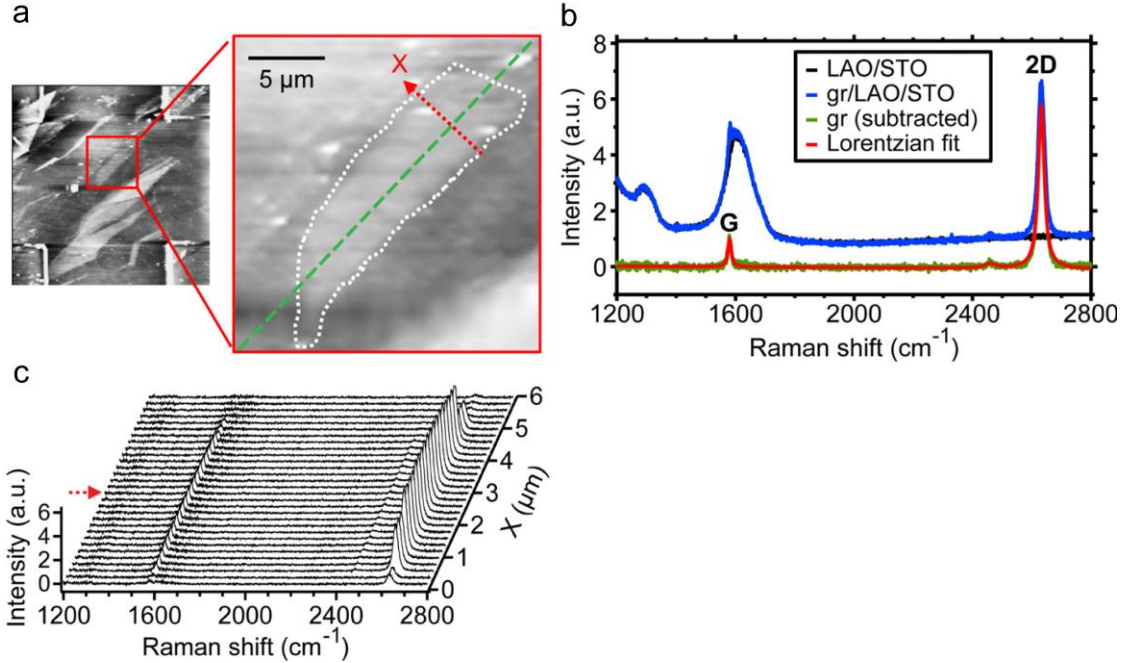 a
X
5 μm
b
LAO/STO
gr/LAO/STO
gr (subtracted)
Lorentzian fit
2D
G
8
6
4
2
0
Intensity (a.u.)
1200 1600 2000 2400 2800
Raman shift (cm⁻¹)
c
6
5
4
3
2
1
0
X (μm)
6
4
2
0
Intensity (a.u.)
1200 1600 2000 2400 2800
Raman shift (cm⁻¹)